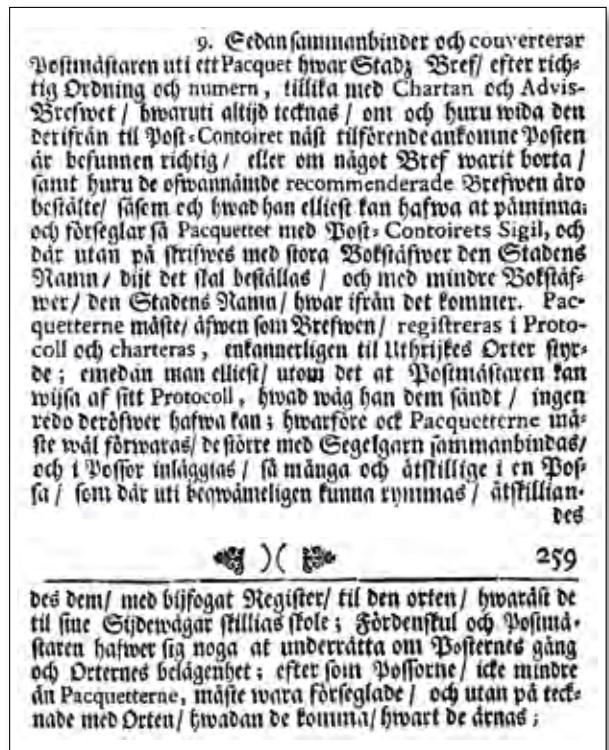 9. Sedan sammanbinder och couverterar
Postmästaren uti ett Pacquet hwar Stadz Bref/ efter rich-
tig Ordning och numern, tillika med Chartan och Advis-
Brefwet / hwaruti altijd tecknas / om och huru wida den
derifrån til Post-Contoiret näst tilförende ankomne Posten
är befunnen richtig / eller om något Bref warit borta /
samt huru de ofwannämde recommenderade Brefwen äro
bestälte/ såsom och hwad han elliest kan hafwa at påminna;
och förseglar så Pacquettet med Post-Contoirets Sigil, och
där utan på skrifwes med stora Bokstäfwer den Stadens
Namn/ dijt det skal beställas / och med mindre Bokstäf-
wer/ den Stadens Namn/ hwar ifrån det kommer. Pac-
quetterne måste/ äfwen som Brefwen/ registreras i Proto-
coll och charteras, enkannerligen til Uthrijkes Orter styr-
de; emedan man elliest/ utom det at Postmästaren kan
wijsa af sitt Protocoll, hwad wäg han dem sändt / ingen
redo deröfwer hafwa kan; hwarföre ock Pacquetterne må-
ste wäl förwaras/ de större med Segelgarn sammanbindas/
och i Possor inläggias / så många och åtskillige i en Pos-
sa / som där uti beqwämeligen kunna rymmas / åtskillian-
des
)( 259
des dem/ med bijfogat Register/ til den orten/ hwaräst de
til sine Sijdewägar skillias skole; Fördenskul och Postmä-
staren hafwer sig noga at underrätta om Posternes gång
och Orternes belägenhet; efter som Possorne/ icke mindre
än Pacquetterne, måste wara förseglade / och utan på teck-
nade med Orten/ hwadan de komma/ hwart de ärnas;